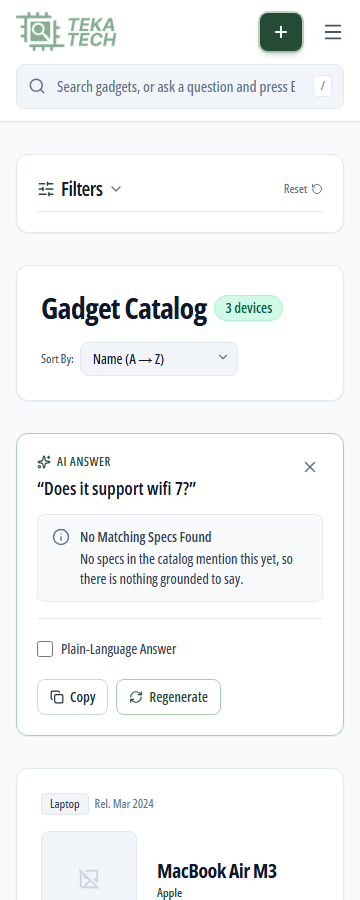 TEKA
TECH
Search gadgets, or ask a question and press E
/
Filters
Reset
Gadget Catalog
3 devices
Sort By:
Name (A → Z)
AI ANSWER
“Does it support wifi 7?”
No Matching Specs Found
No specs in the catalog mention this yet, so
there is nothing grounded to say.
Plain-Language Answer
Copy
Regenerate
Laptop
Rel. Mar 2024
MacBook Air M3
Apple